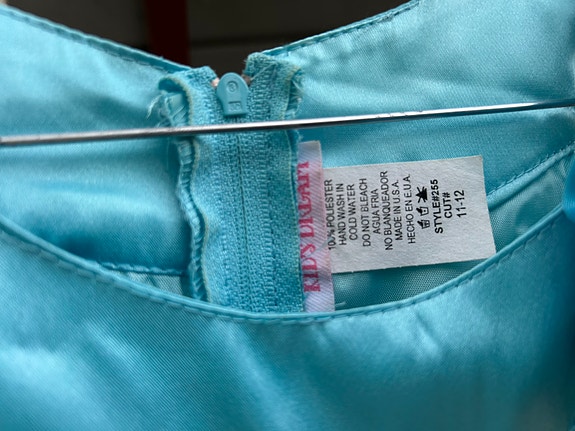 KID'S DREAM
100% POLIESTER
HAND WASH IN
COLD WATER
DO NOT BLEACH
AGUA FRIA
NO BLANQUEADOR
MADE IN U.S.A.
HECHO EN E.U.A.
STYLE#255
CUT#
11-12